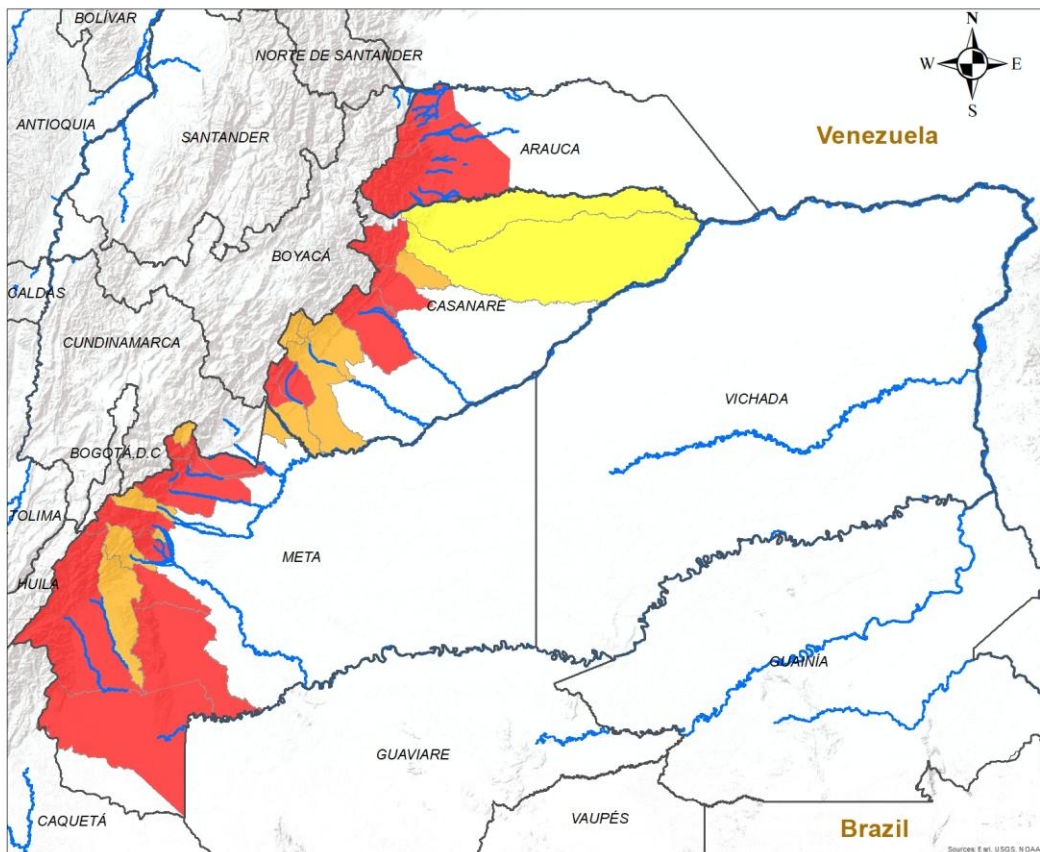 BOLÍVAR
NORTE DE SANTANDER
N
W
E
S
ANTIOQUIA
SANTANDER
ARAUCA
Venezuela
BOYACÁ
CALDAS
CASANARE
CUNDINAMARCA
VICHADA
BOGOTÁ,D.C
TOLIMA
META
HUILA
GUAINÍA
GUAVIARE
CAQUETÁ
VAUPÉS
Brazil
Sources: Esri, USGS, NOAA